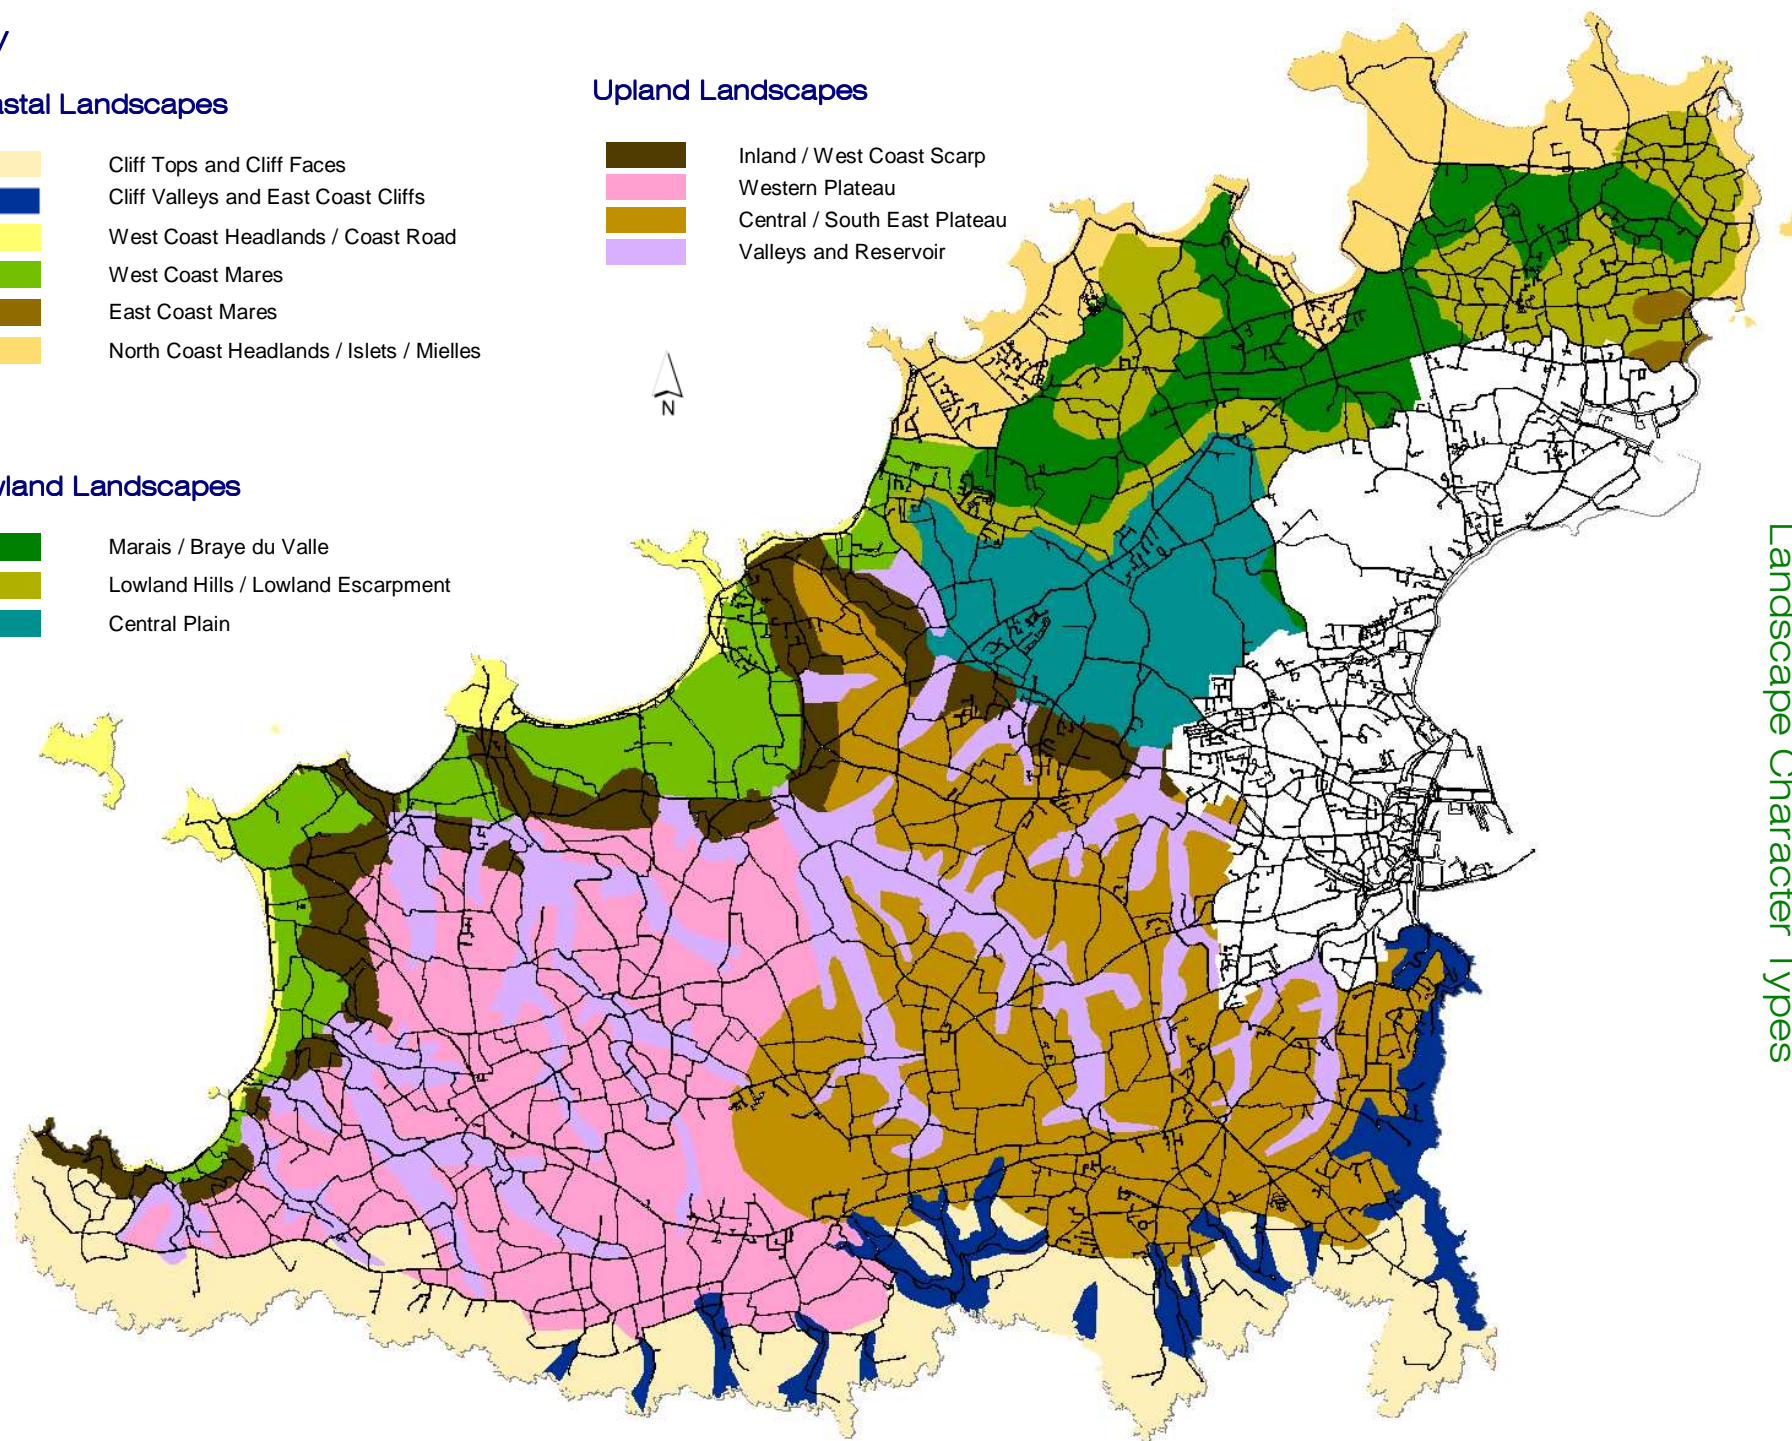 y
astal Landscapes
Cliff Tops and Cliff Faces
Cliff Valleys and East Coast Cliffs
West Coast Headlands / Coast Road
West Coast Mares
East Coast Mares
North Coast Headlands / Islets / Mielles
wland Landscapes
Marais / Braye du Valle
Lowland Hills / Lowland Escarpment
Central Plain
Upland Landscapes
Inland / West Coast Scarp
Western Plateau
Central / South East Plateau
Valleys and Reservoir
N
Landscape Character Types